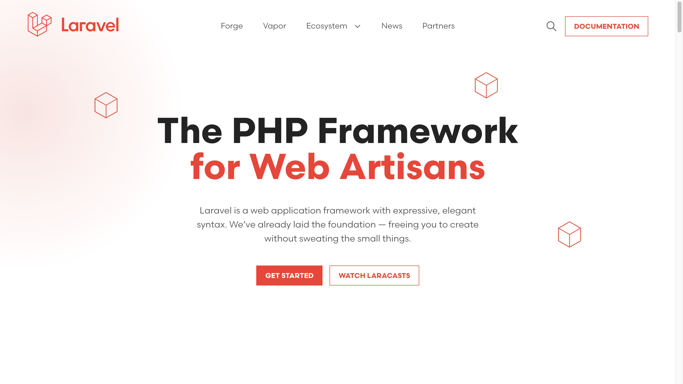 Laravel
Forge
Vapor
Ecosystem
News
Partners
DOCUMENTATION
The PHP Framework
for Web Artisans
Laravel is a web application framework with expressive, elegant
syntax. We’ve already laid the foundation — freeing you to create
without sweating the small things.
GET STARTED
WATCH LARACASTS